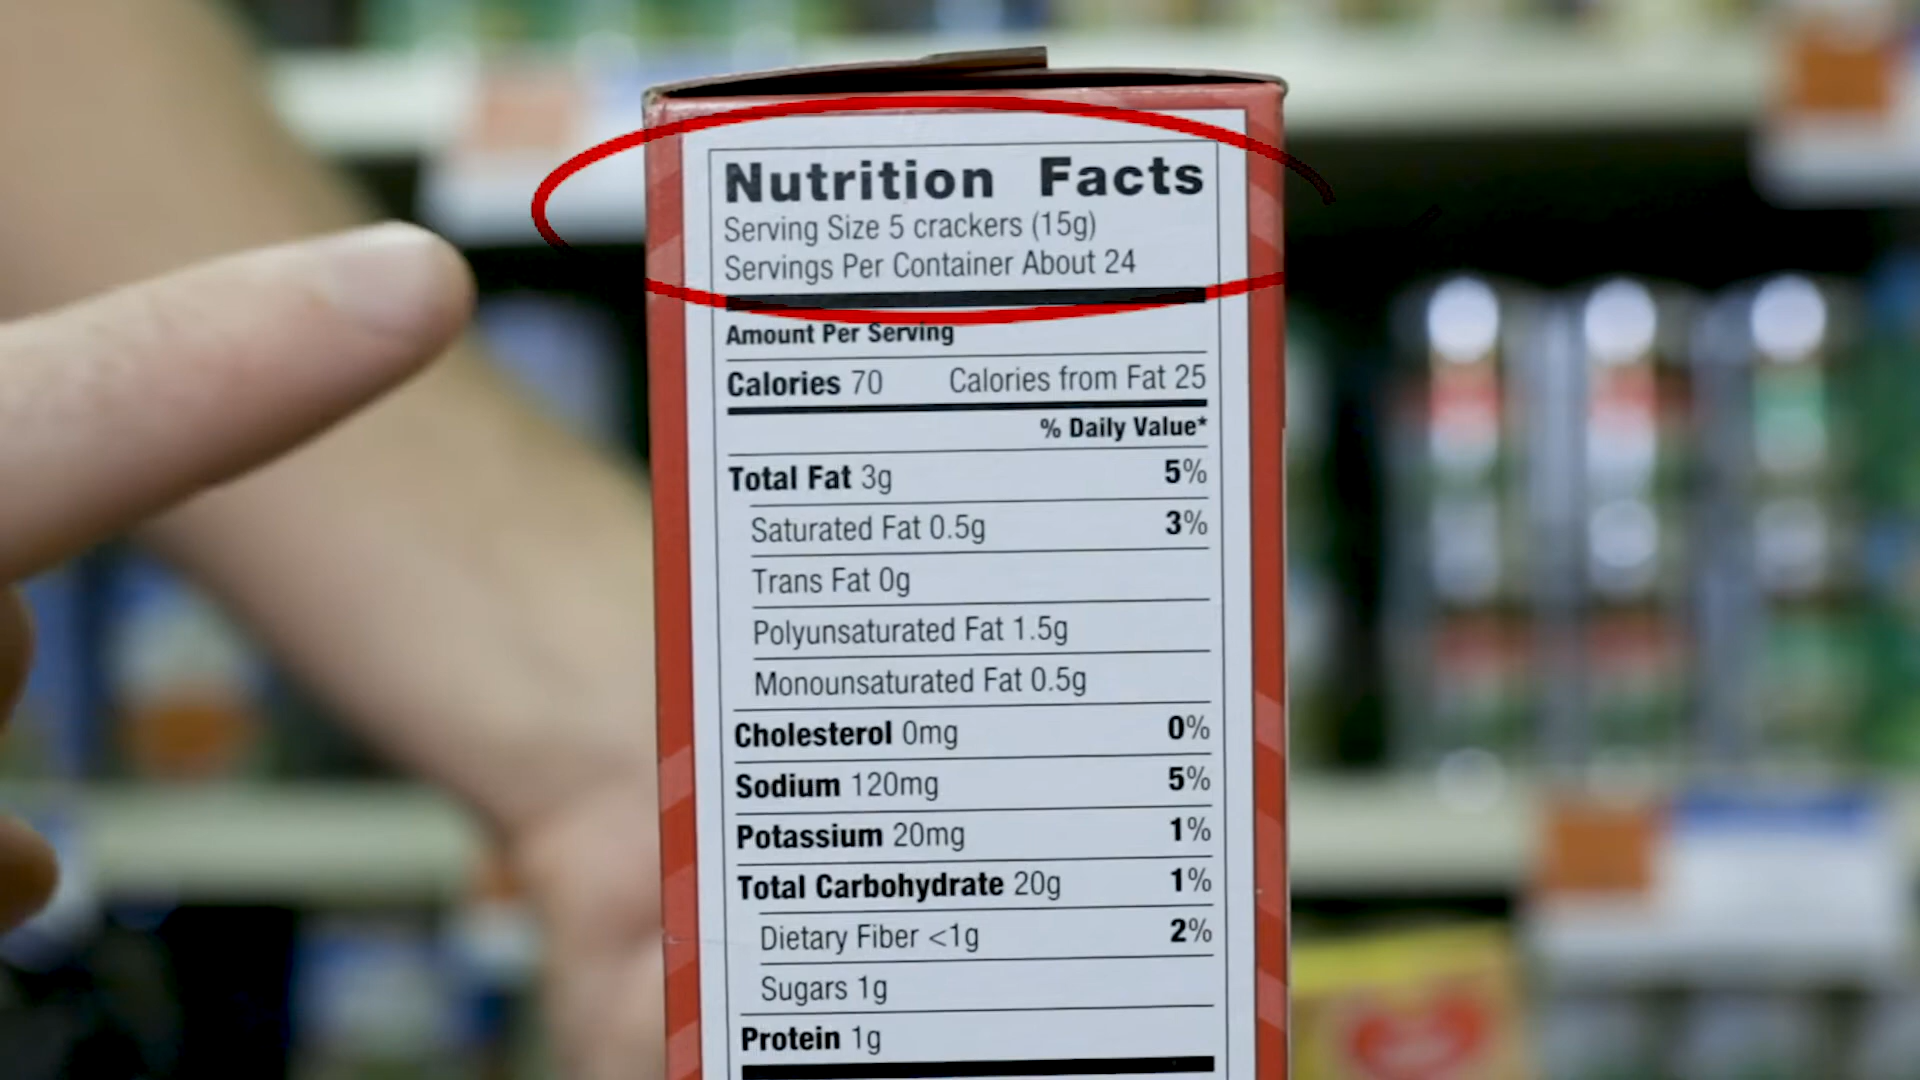 Nutrition Facts
Serving Size 5 crackers (15g)
Servings Per Container About 24
Amount Per Serving
Calories 70 Calories from Fat 25
% Daily Value*
Total Fat 3g 5%
Saturated Fat 0.5g 3%
Trans Fat 0g
Polyunsaturated Fat 1.5g
Monounsaturated Fat 0.5g
Cholesterol 0mg 0%
Sodium 120mg 5%
Potassium 20mg 1%
Total Carbohydrate 20g 1%
Dietary Fiber <1g 2%
Sugars 1g
Protein 1g